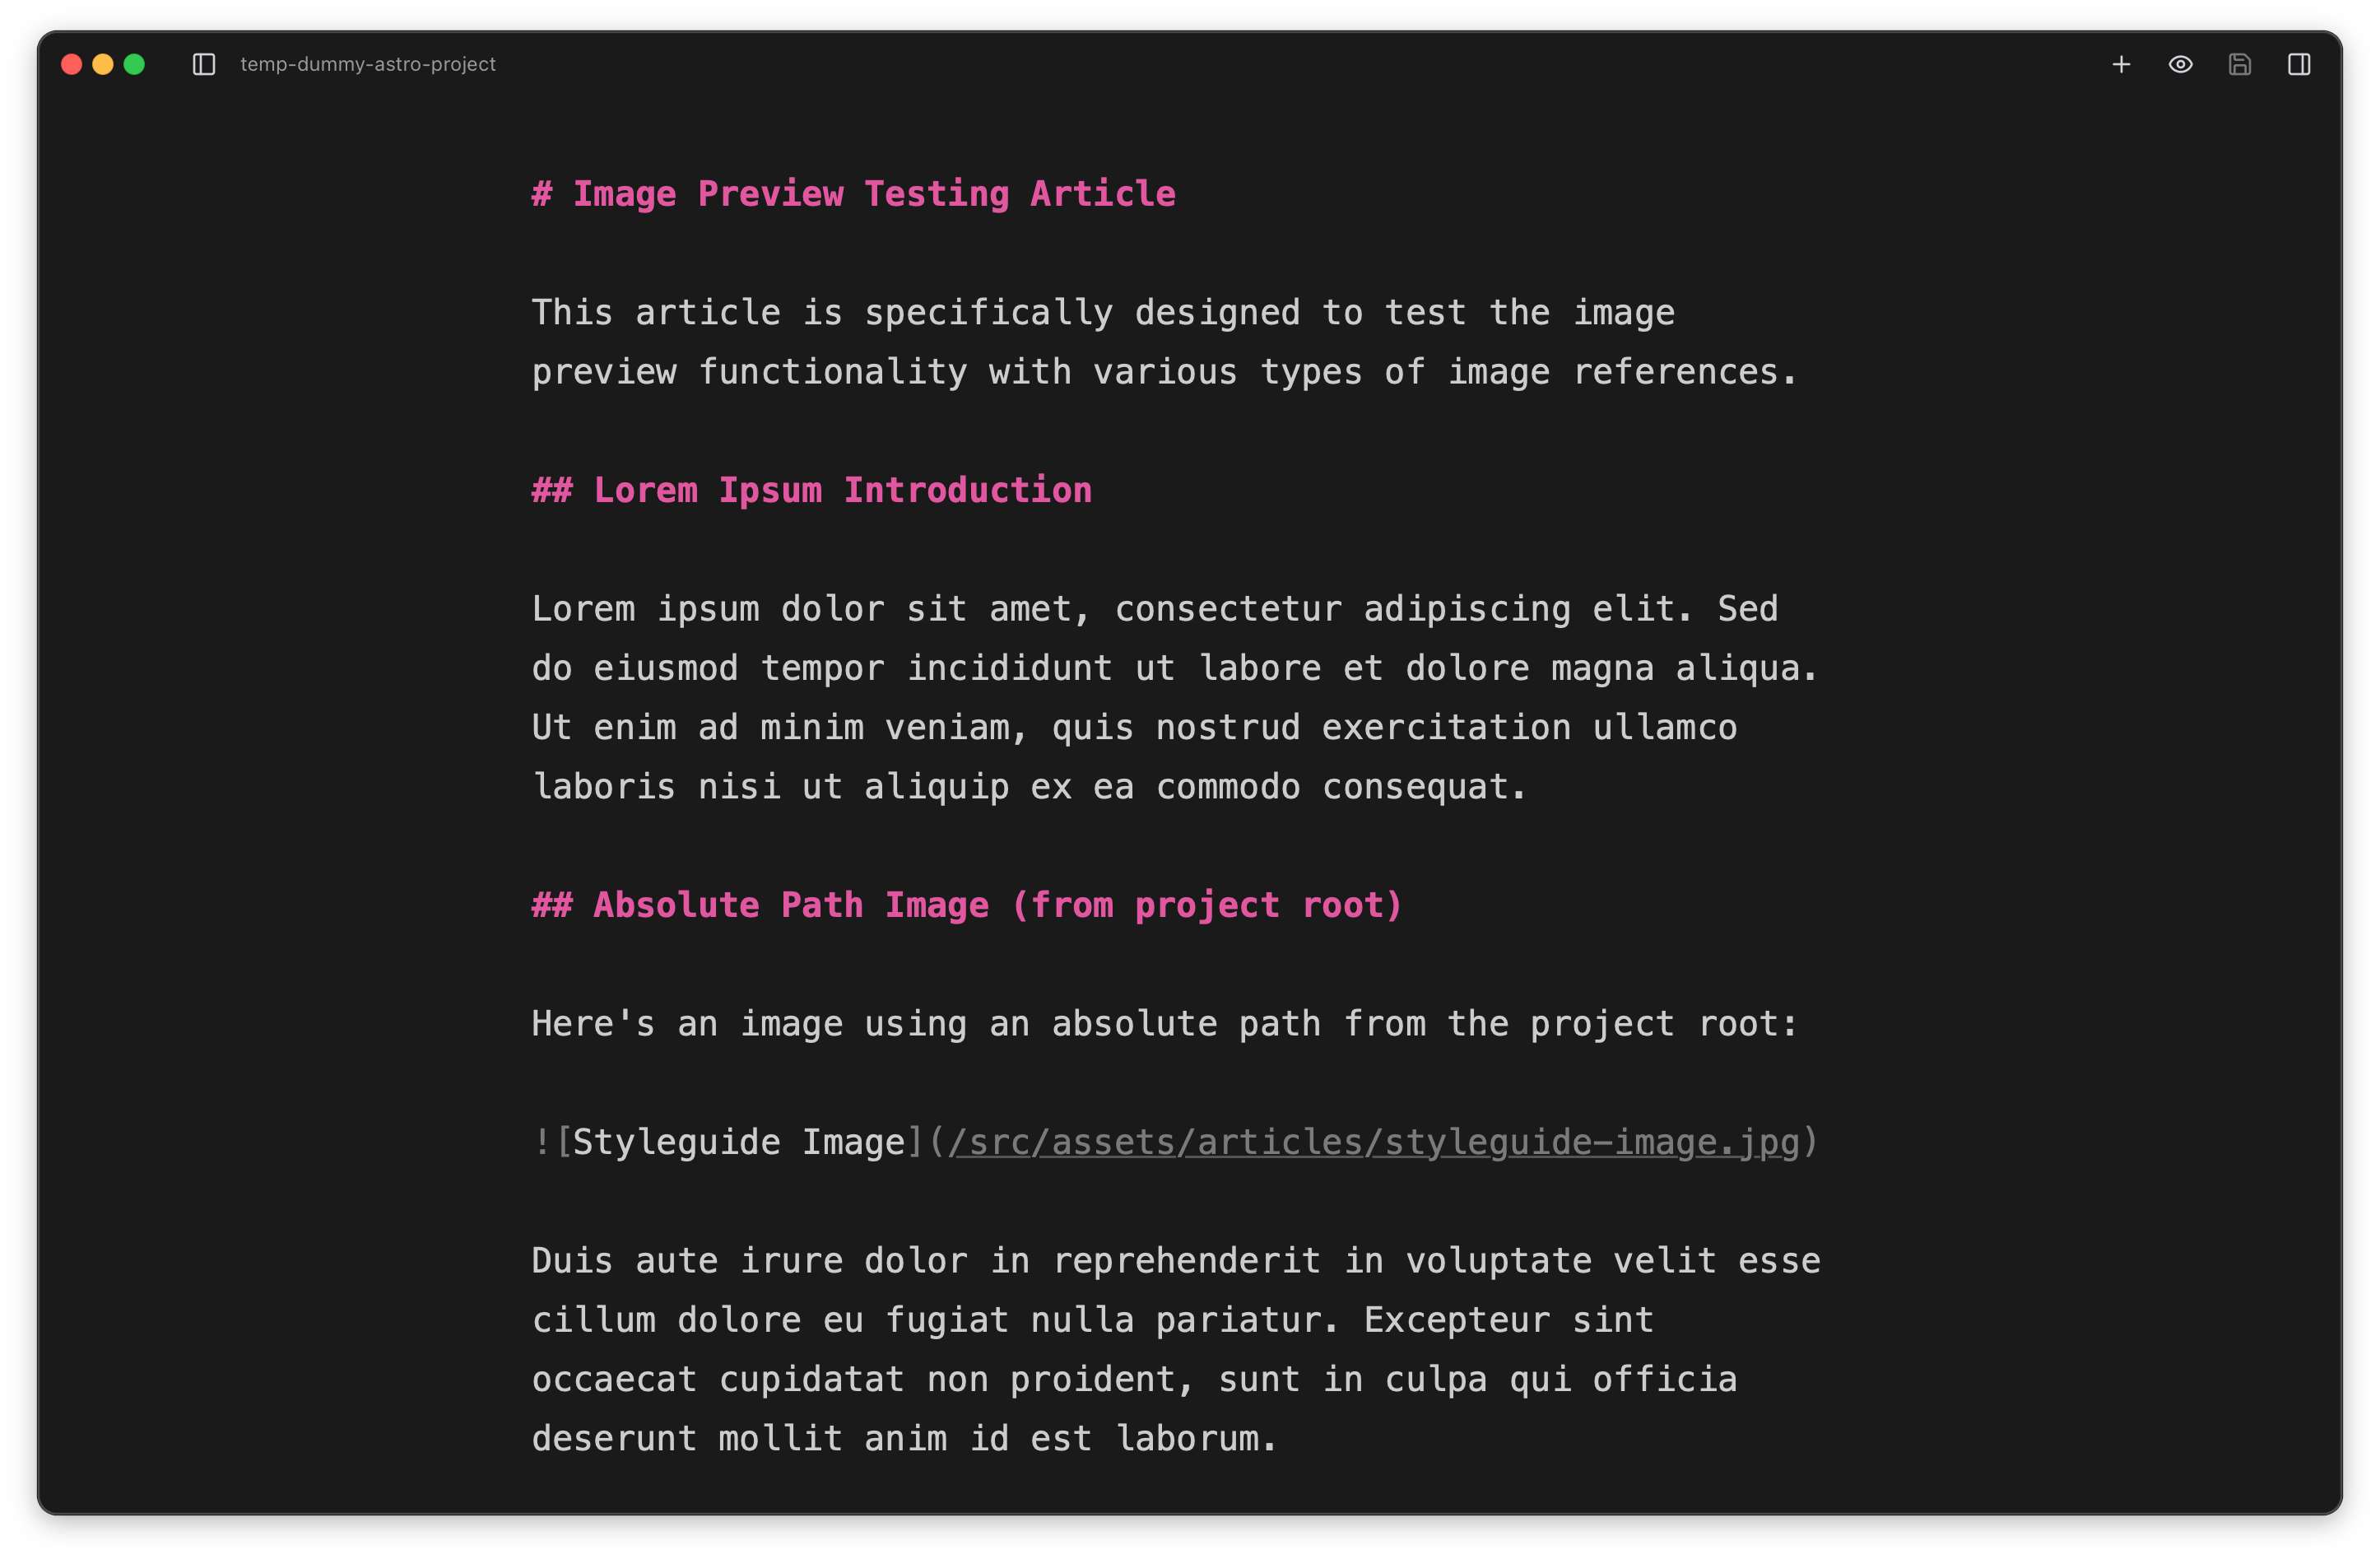 temp-dummy-astro-project
# Image Preview Testing Article
This article is specifically designed to test the image
preview functionality with various types of image references.
## Lorem Ipsum Introduction
Lorem ipsum dolor sit amet, consectetur adipiscing elit. Sed
do eiusmod tempor incididunt ut labore et dolore magna aliqua.
Ut enim ad minim veniam, quis nostrud exercitation ullamco
laboris nisi ut aliquip ex ea commodo consequat.
## Absolute Path Image (from project root)
Here's an image using an absolute path from the project root:
![Styleguide Image](/src/assets/articles/styleguide-image.jpg)
Duis aute irure dolor in reprehenderit in voluptate velit esse
cillum dolore eu fugiat nulla pariatur. Excepteur sint
occaecat cupidatat non proident, sunt in culpa qui officia
deserunt mollit anim id est laborum.